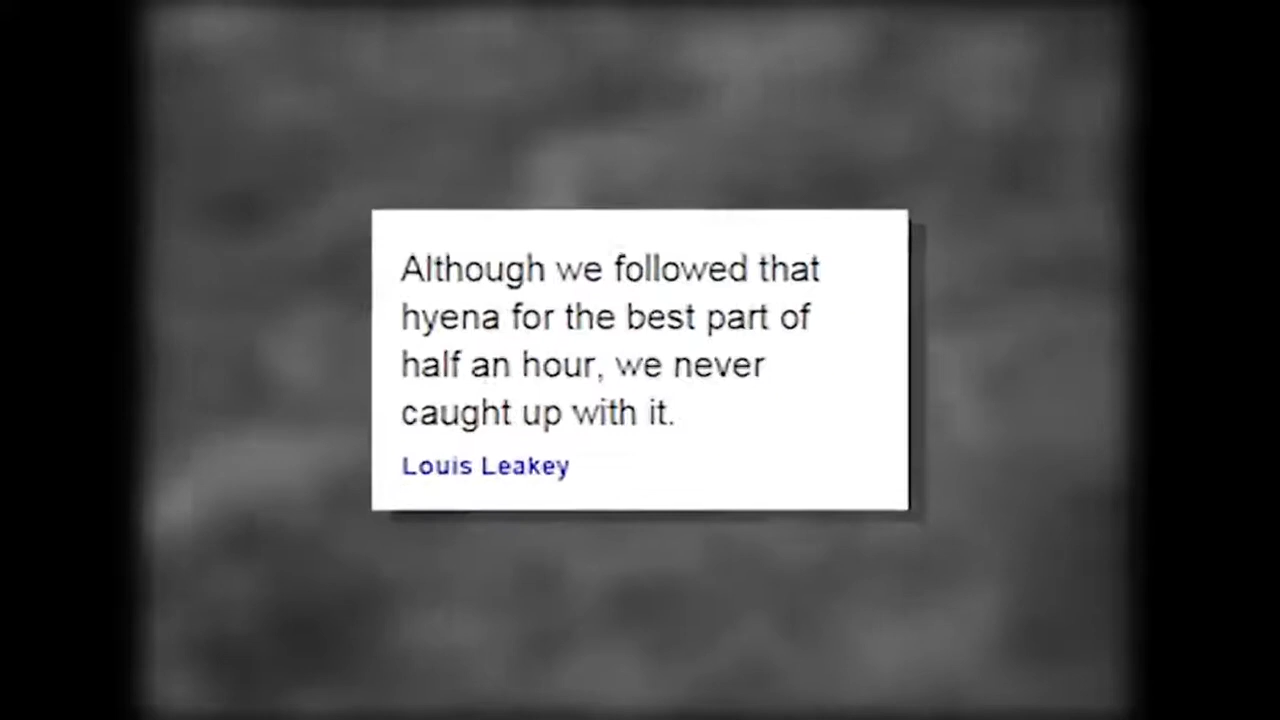 Although we followed that
hyena for the best part of
half an hour, we never
caught up with it.
Louis Leakey